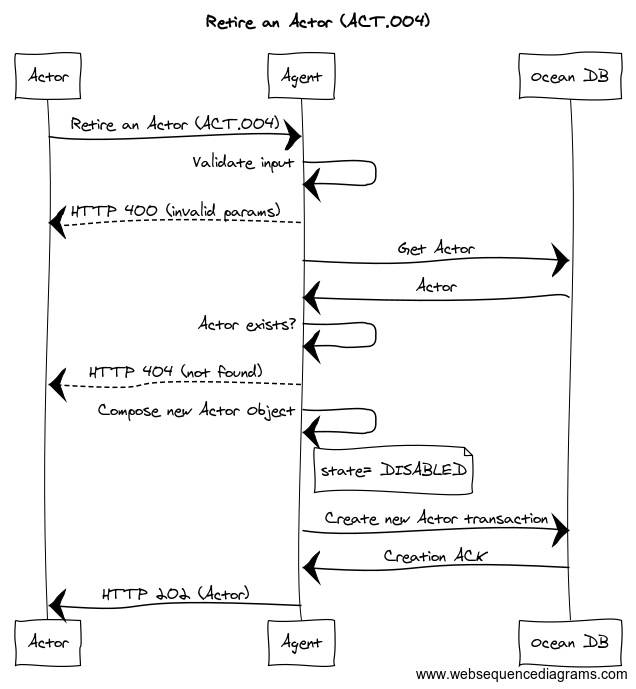 Retire an Actor (ACT.004)
Actor
Agent
Ocean DB
Retire an Actor (ACT.004)
Validate input
HTTP 400 (invalid params)
Get Actor
Actor
Actor exists?
HTTP 404 (not found)
Compose new Actor Object
state= DISABLED
Create new Actor transaction
Creation ACK
HTTP 202 (Actor)
Actor
Agent
Ocean DB
www.websequencediagrams.com